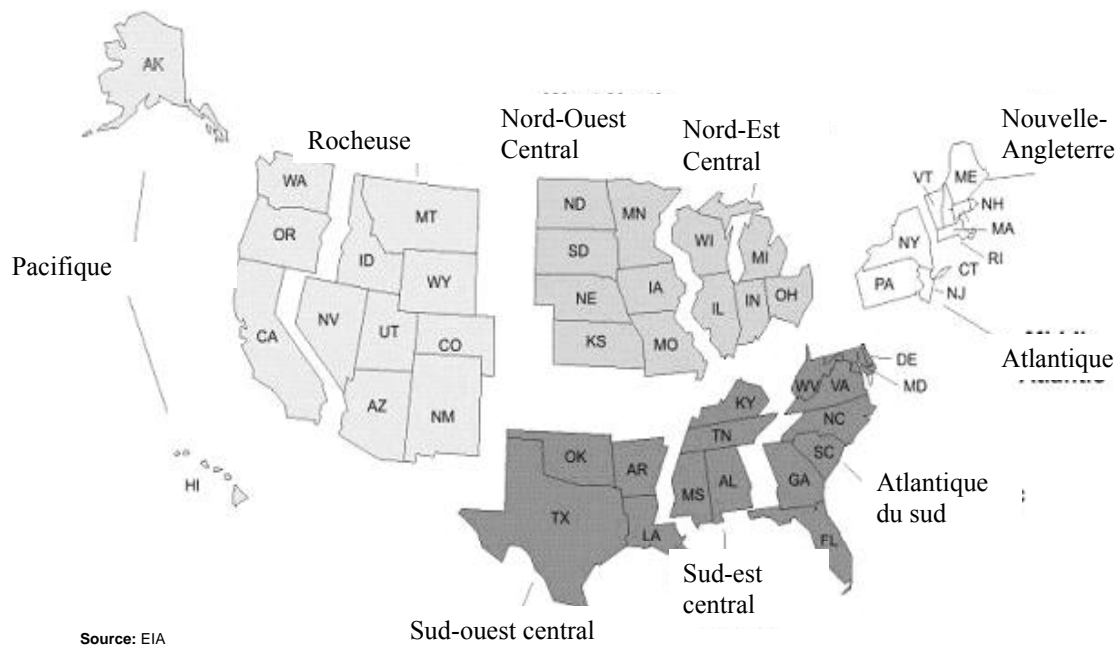 AK
Nord-Ouest
Central
Nord-Est
Central
Nouvelle-
Angleterre
Rocheuse
WA
OR
CA
MT
ID
WY
NV
UT
CO
AZ
NM
ND
MN
SD
IA
NE
KS
MO
WI
MI
IL
IN
OH
VT
ME
NH
MA
NY
RI
CT
PA
NJ
Pacifique
Atlantique
DE
MD
WV
VA
KY
NC
TN
SC
OK
AR
MS
AL
GA
TX
LA
FL
HI
Atlantique
du sud
Sud-est
central
Sud-ouest central
Source: EIA